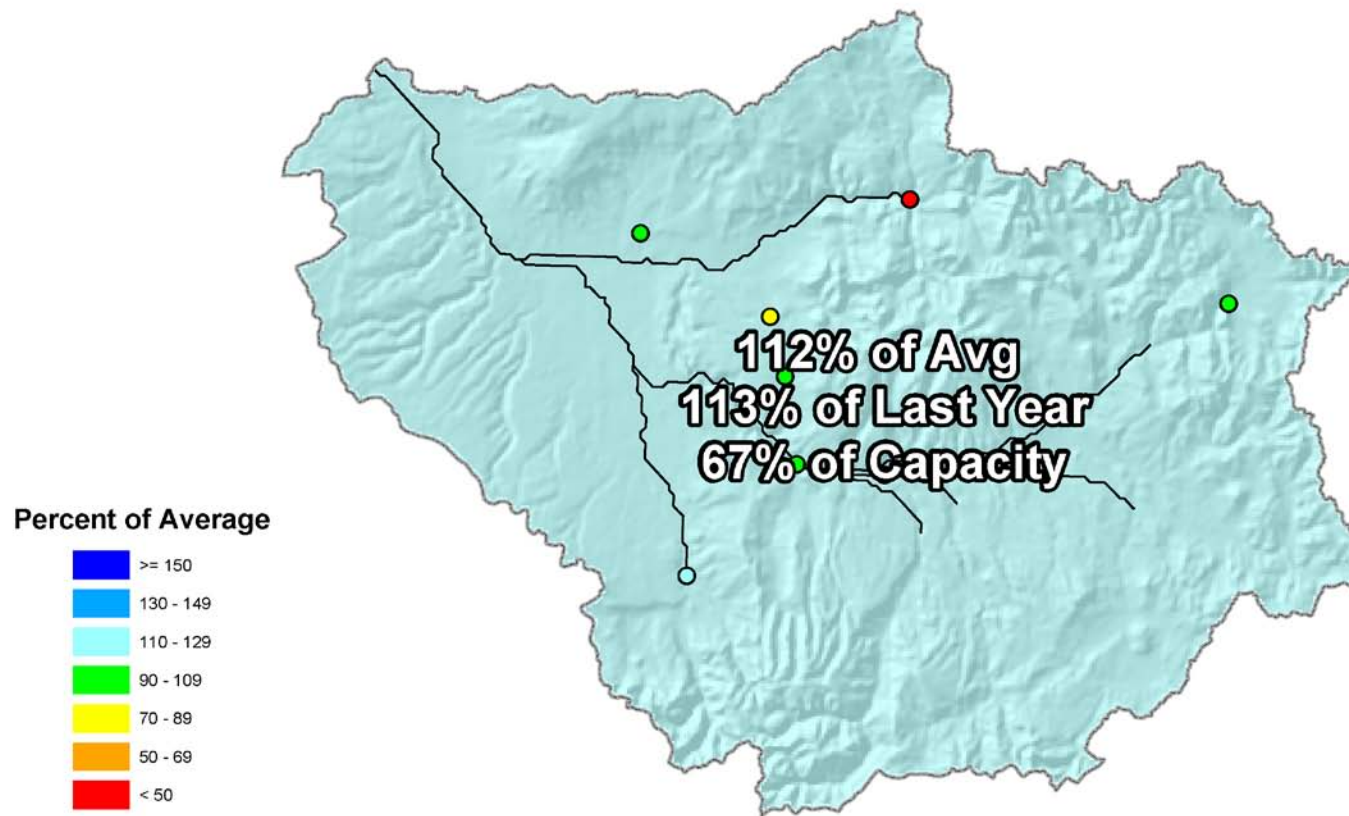 112% of Avg
113% of Last Year
67% of Capacity
Percent of Average
>= 150
130 - 149
110 - 129
90 - 109
70 - 89
50 - 69
< 50